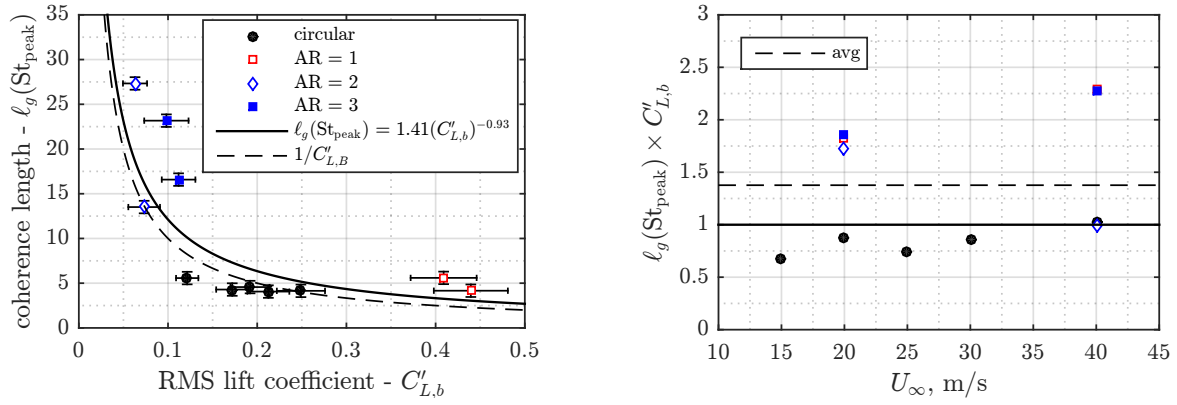 35
30
25
20
15
10
5
0
0
0.1
0.2
0.3
0.4
0.5
coherence length - ℓ_g(St_peak)
RMS lift coefficient - C′_{L,b}
circular
AR = 1
AR = 2
AR = 3
ℓ_g(St_peak) = 1.41(C′_{L,b})^{−0.93}
1/C′_{L,B}
3
2.5
2
1.5
1
0.5
0
10
15
20
25
30
35
40
45
ℓ_g(St_peak) × C′_{L,b}
U_∞, m/s
avg